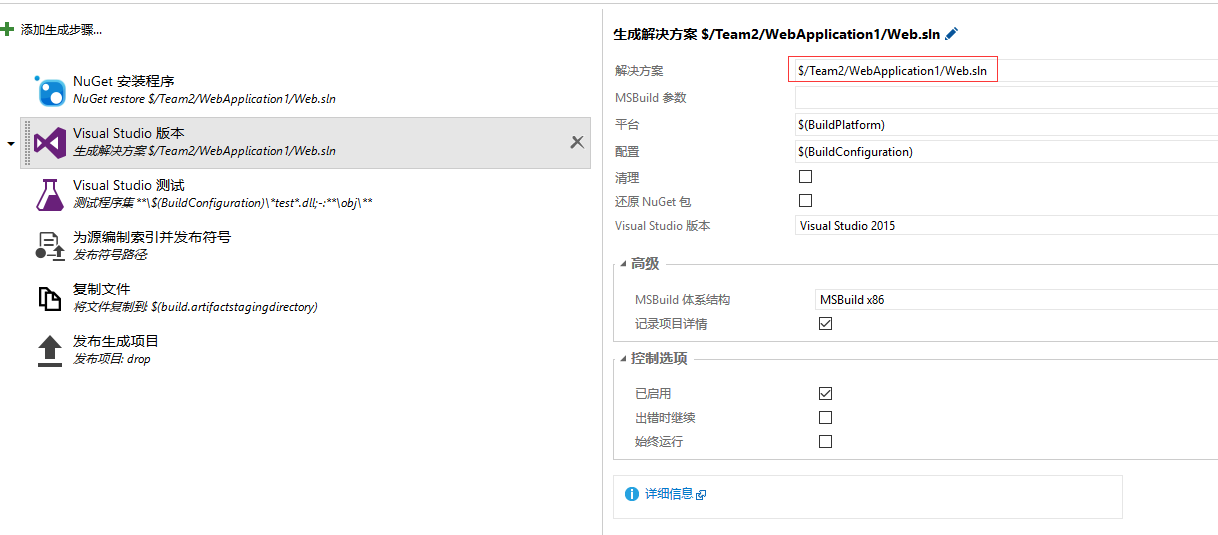 添加生成步骤...
NuGet 安装程序
NuGet restore $/Team2/WebApplication1/Web.sln
Visual Studio 版本
生成解决方案 $/Team2/WebApplication1/Web.sln
Visual Studio 测试
测试程序集 **\$(BuildConfiguration)\*test*.dll;-:**\obj\**
为源编制索引并发布符号
发布符号路径:
复制文件
将文件复制到: $(build.artifactstagingdirectory)
发布生成项目
发布项目: drop
生成解决方案 $/Team2/WebApplication1/Web.sln
解决方案 $/Team2/WebApplication1/Web.sln
MSBuild 参数
平台 $(BuildPlatform)
配置 $(BuildConfiguration)
清理
还原 NuGet 包
Visual Studio 版本 Visual Studio 2015
高级
MSBuild 体系结构 MSBuild x86
记录项目详情
控制选项
已启用
出错时继续
始终运行
详细信息